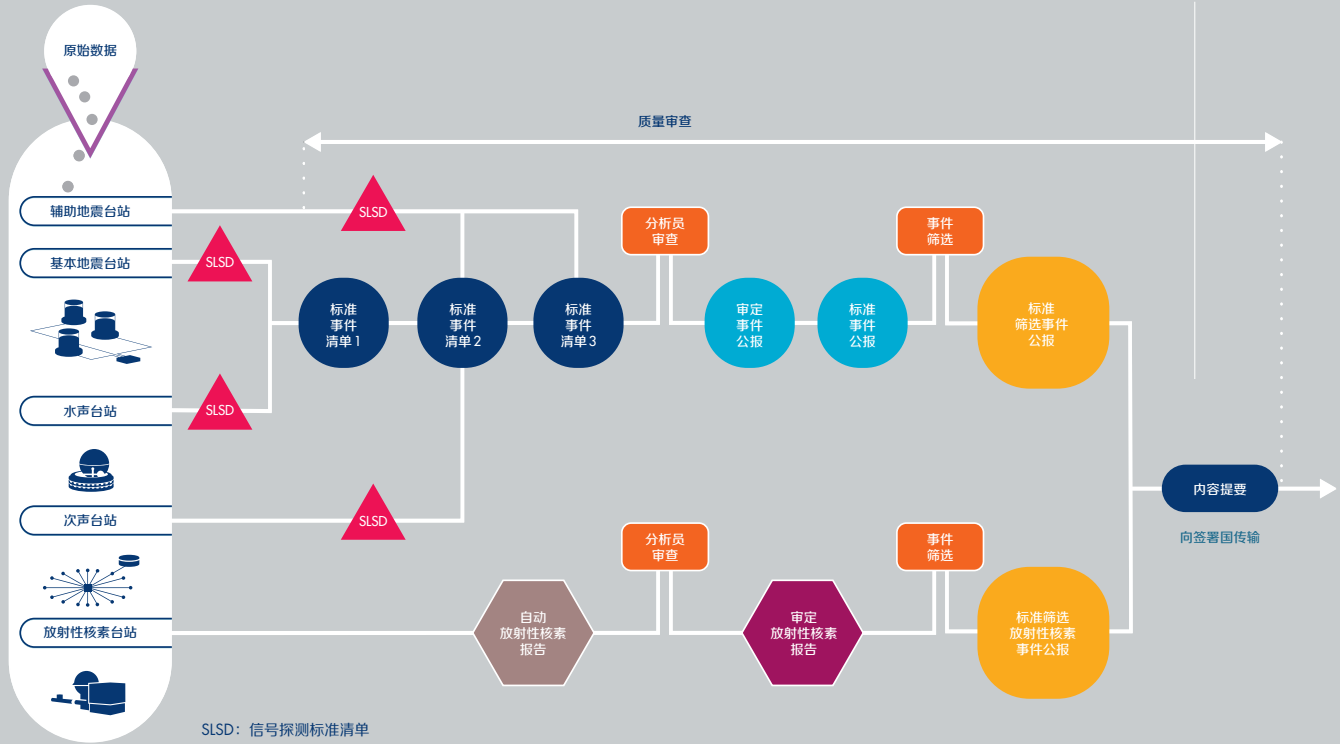 原始数据
质量审查
辅助地震台站
SLSD
分析员
审查
事件
筛选
基本地震台站
SLSD
标准
事件
清单 1
标准
事件
清单 2
标准
事件
清单 3
审定
事件
公报
标准
事件
公报
标准
筛选事件
公报
水声台站
SLSD
内容提要
向签署国传输
次声台站
SLSD
分析员
审查
事件
筛选
放射性核素台站
自动
放射性核素
报告
审定
放射性核素
报告
标准筛选
放射性核素
事件公报
SLSD：信号探测标准清单